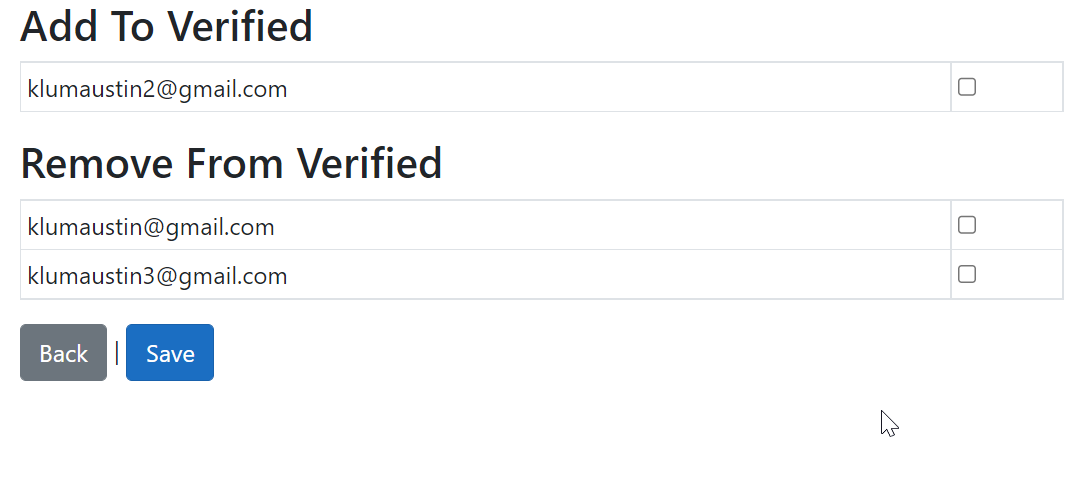 Add To Verified
klumaustin2@gmail.com
Remove From Verified
klumaustin@gmail.com
klumaustin3@gmail.com
Back | Save